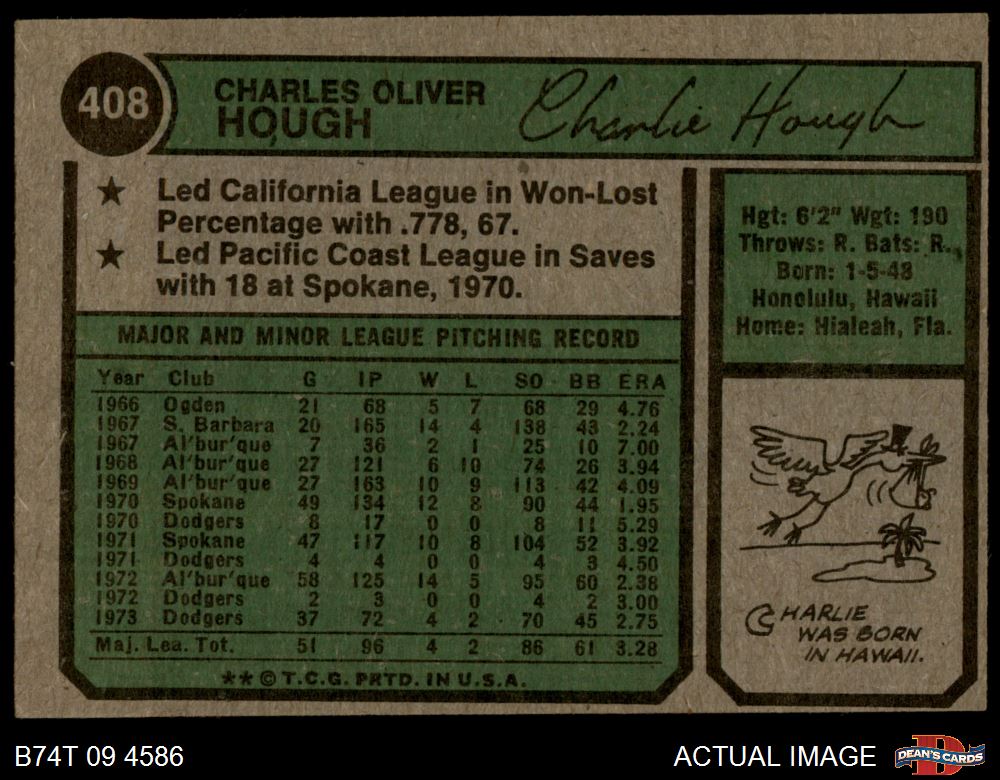 408
CHARLES OLIVER
HOUGH
Charlie Hough
★ Led California League in Won-Lost
Percentage with .778, 67.
★ Led Pacific Coast League in Saves
with 18 at Spokane, 1970.
Hgt: 6'2" Wgt: 190
Throws: R. Bats: R.
Born: 1-5-48
Honolulu, Hawaii
Home: Hialeah, Fla.
MAJOR AND MINOR LEAGUE PITCHING RECORD
Year Club G IP W L SO BB ERA
1966 Ogden 21 68 5 7 68 29 4.76
1967 S. Barbara 20 165 14 4 138 43 2.24
1967 Al'bur'que 7 36 2 1 25 10 7.00
1968 Al'bur'que 27 121 6 10 74 26 3.94
1969 Al'bur'que 27 163 10 9 113 42 4.09
1970 Spokane 49 134 12 8 90 44 1.95
1970 Dodgers 8 17 0 0 8 11 5.29
1971 Spokane 47 117 10 8 104 52 3.92
1971 Dodgers 4 4 0 0 4 3 4.50
1972 Al'bur'que 58 125 14 5 95 60 2.38
1972 Dodgers 2 3 0 0 4 2 3.00
1973 Dodgers 37 72 4 2 70 45 2.75
Maj. Lea. Tot. 51 96 4 2 86 61 3.28
**© T.C.G. PRTD. IN U.S.A.
CHARLIE
WAS BORN
IN HAWAII.
B74T 09 4586
ACTUAL IMAGE
DEAN'S CARDS